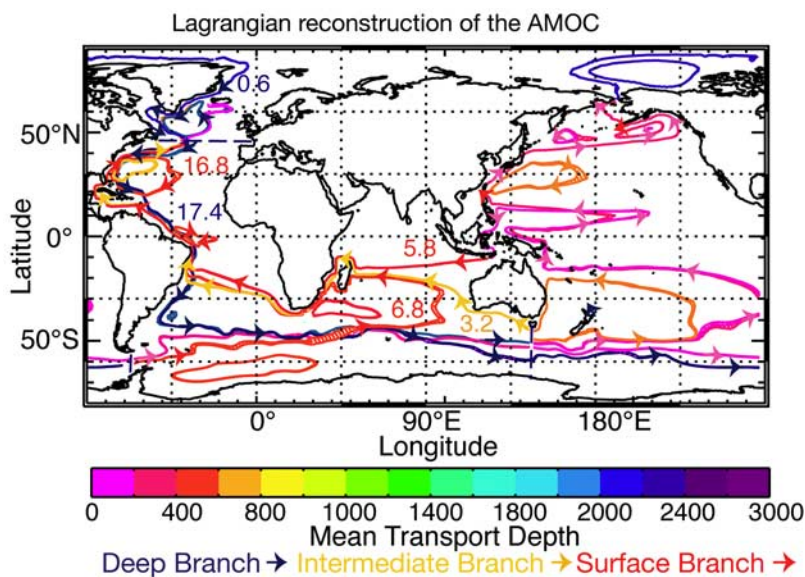 Lagrangian reconstruction of the AMOC
0.6
50°N
16.8
17.4
Latitude
0°
5.8
6.8
3.2
50°S
0° 90°E 180°E
Longitude
0 400 600 1000 1400 1800 2000 2400 3000
Mean Transport Depth
Deep Branch Intermediate Branch Surface Branch